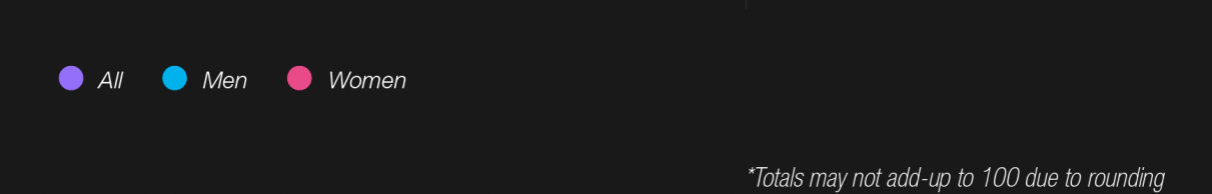 All Men Women
*Totals may not add-up to 100 due to rounding